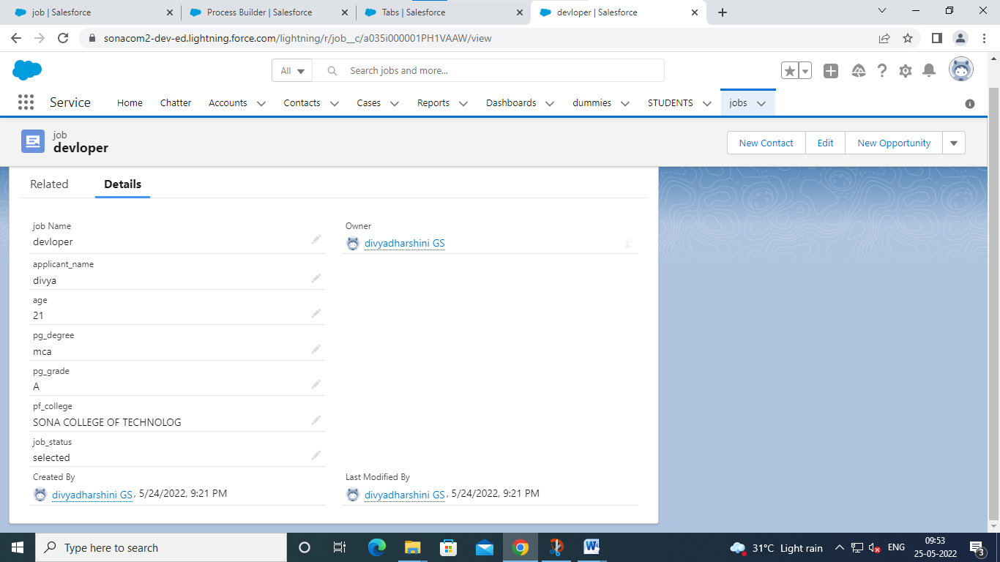 job | Salesforce
Process Builder | Salesforce
Tabs | Salesforce
devloper | Salesforce
sonacom2-dev-ed.lightning.force.com/lightning/r/job__c/a035i000001PH1VAAW/view
All
Search jobs and more...
Service
Home
Chatter
Accounts
Contacts
Cases
Reports
Dashboards
dummies
STUDENTS
jobs
job
devloper
New Contact
Edit
New Opportunity
Related
Details
job Name
devloper
Owner
divyadharshini GS
applicant_name
divya
age
21
pg_degree
mca
pg_grade
A
pf_college
SONA COLLEGE OF TECHNOLOG
job_status
selected
Created By
divyadharshini GS, 5/24/2022, 9:21 PM
Last Modified By
divyadharshini GS, 5/24/2022, 9:21 PM
Type here to search
31°C Light rain
ENG
09:53
25-05-2022
3